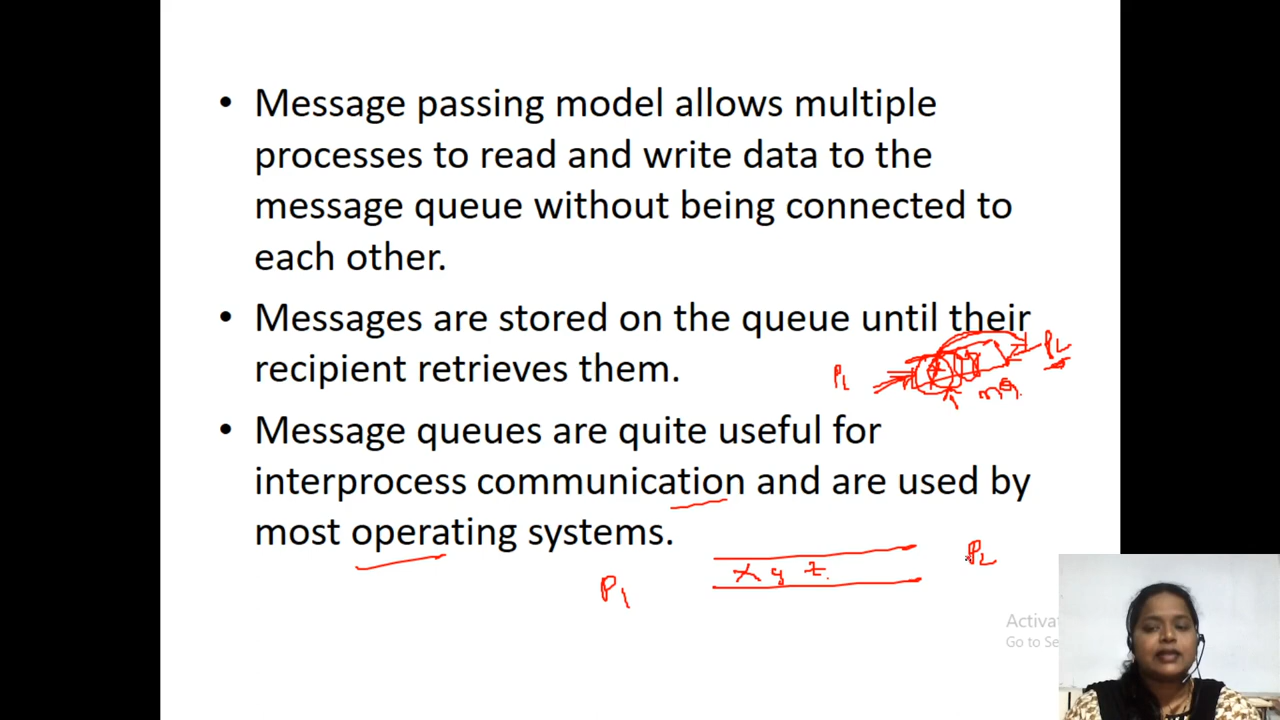 • Message passing model allows multiple
processes to read and write data to the
message queue without being connected to
each other.
• Messages are stored on the queue until their
recipient retrieves them.
P1 P2
mQ
• Message queues are quite useful for
interprocess communication and are used by
most operating systems.
P1 x y z P2
Activa
Go to Se